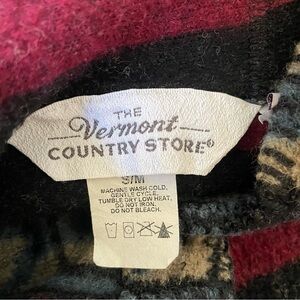 THE
Vermont
COUNTRY STORE®
S/M
MACHINE WASH COLD,
GENTLE CYCLE.
TUMBLE DRY LOW HEAT,
DO NOT IRON.
DO NOT BLEACH.